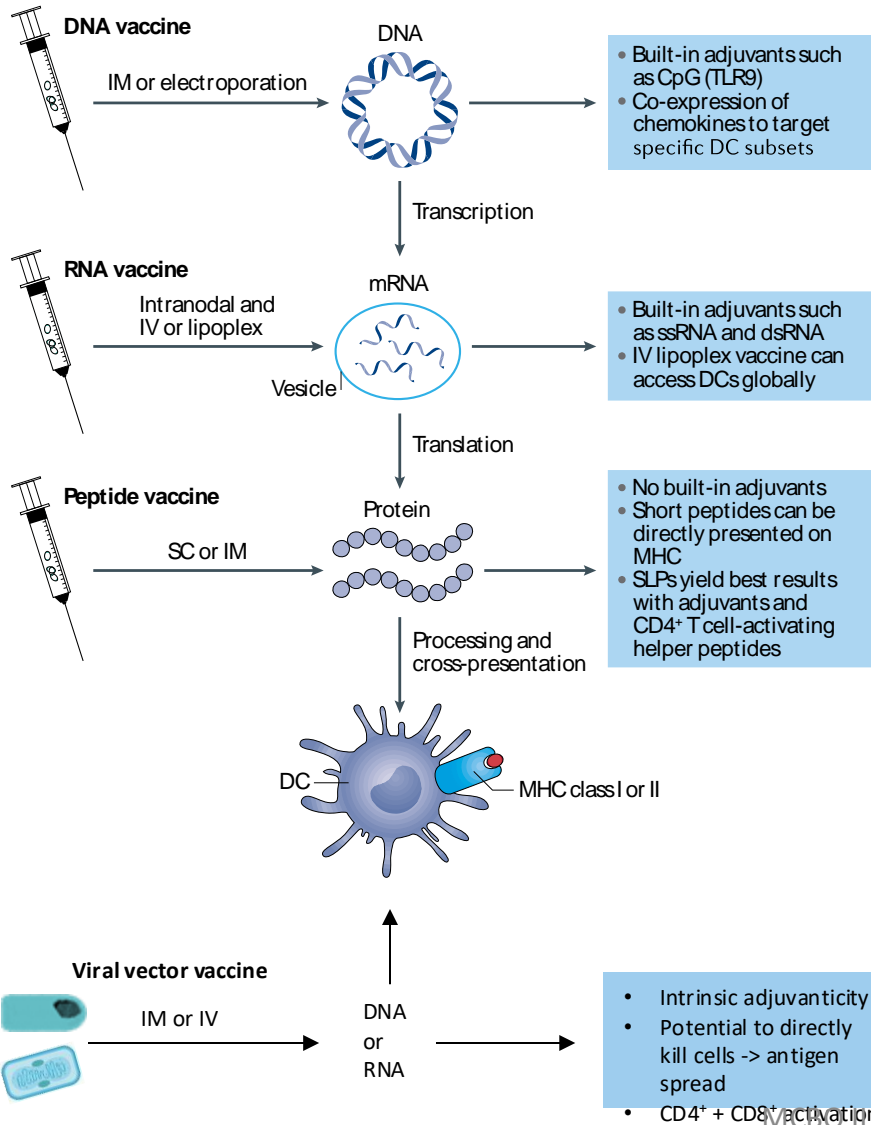 DNA vaccine
IM or electroporation
DNA
• Built-in adjuvants such
as CpG (TLR9)
• Co-expression of
chemokines to target
specific DC subsets
Transcription
RNA vaccine
Intranodal and
IV or lipoplex
mRNA
Vesicle
• Built-in adjuvants such
as ssRNA and dsRNA
• IV lipoplex vaccine can
access DCs globally
Translation
Peptide vaccine
SC or IM
Protein
• No built-in adjuvants
• Short peptides can be
directly presented on
MHC
• SLPs yield best results
with adjuvants and
CD4⁺ T cell-activating
helper peptides
Processing and
cross-presentation
DC
MHC class I or II
Viral vector vaccine
IM or IV
DNA
or
RNA
• Intrinsic adjuvanticity
• Potential to directly
kill cells -> antigen
spread
• CD4⁺ + CD8⁺ activation